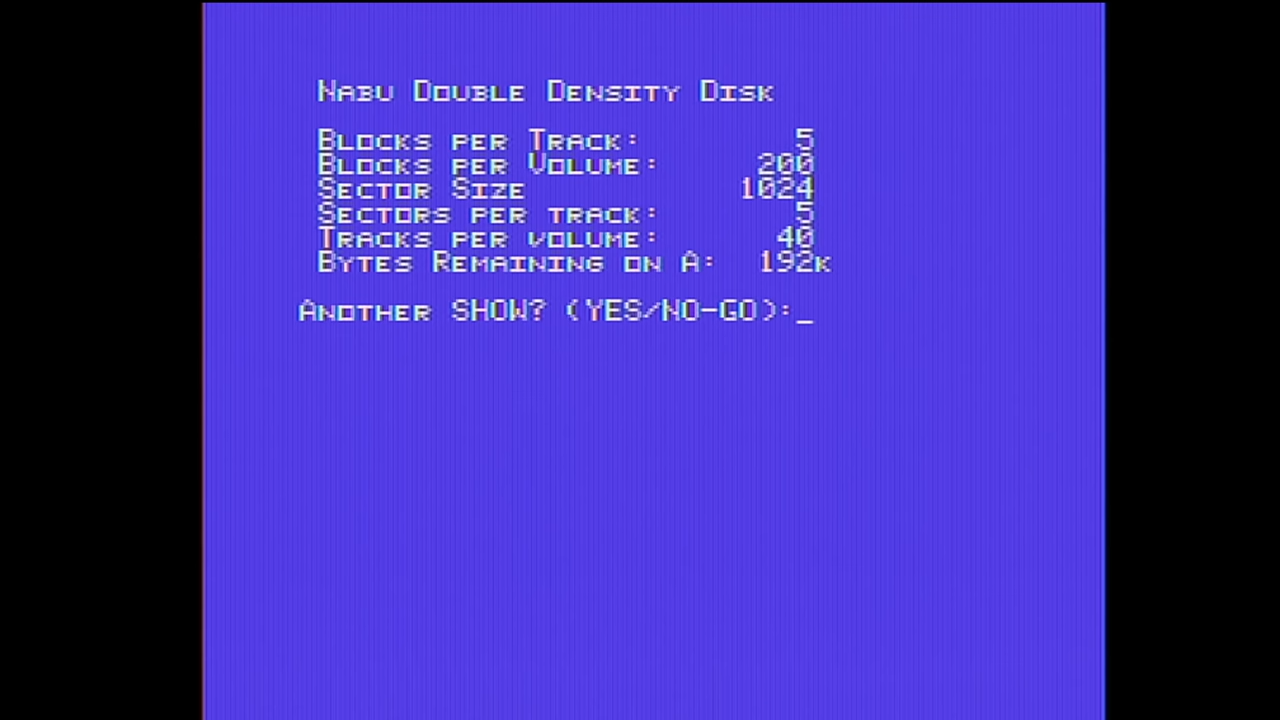 Nabu Double Density Disk
Blocks per Track: 5
Blocks per Volume: 200
Sector Size 1024
Sectors per track: 5
Tracks per volume: 40
Bytes Remaining on A: 192k
Another SHOW? (YES/NO-GO):_